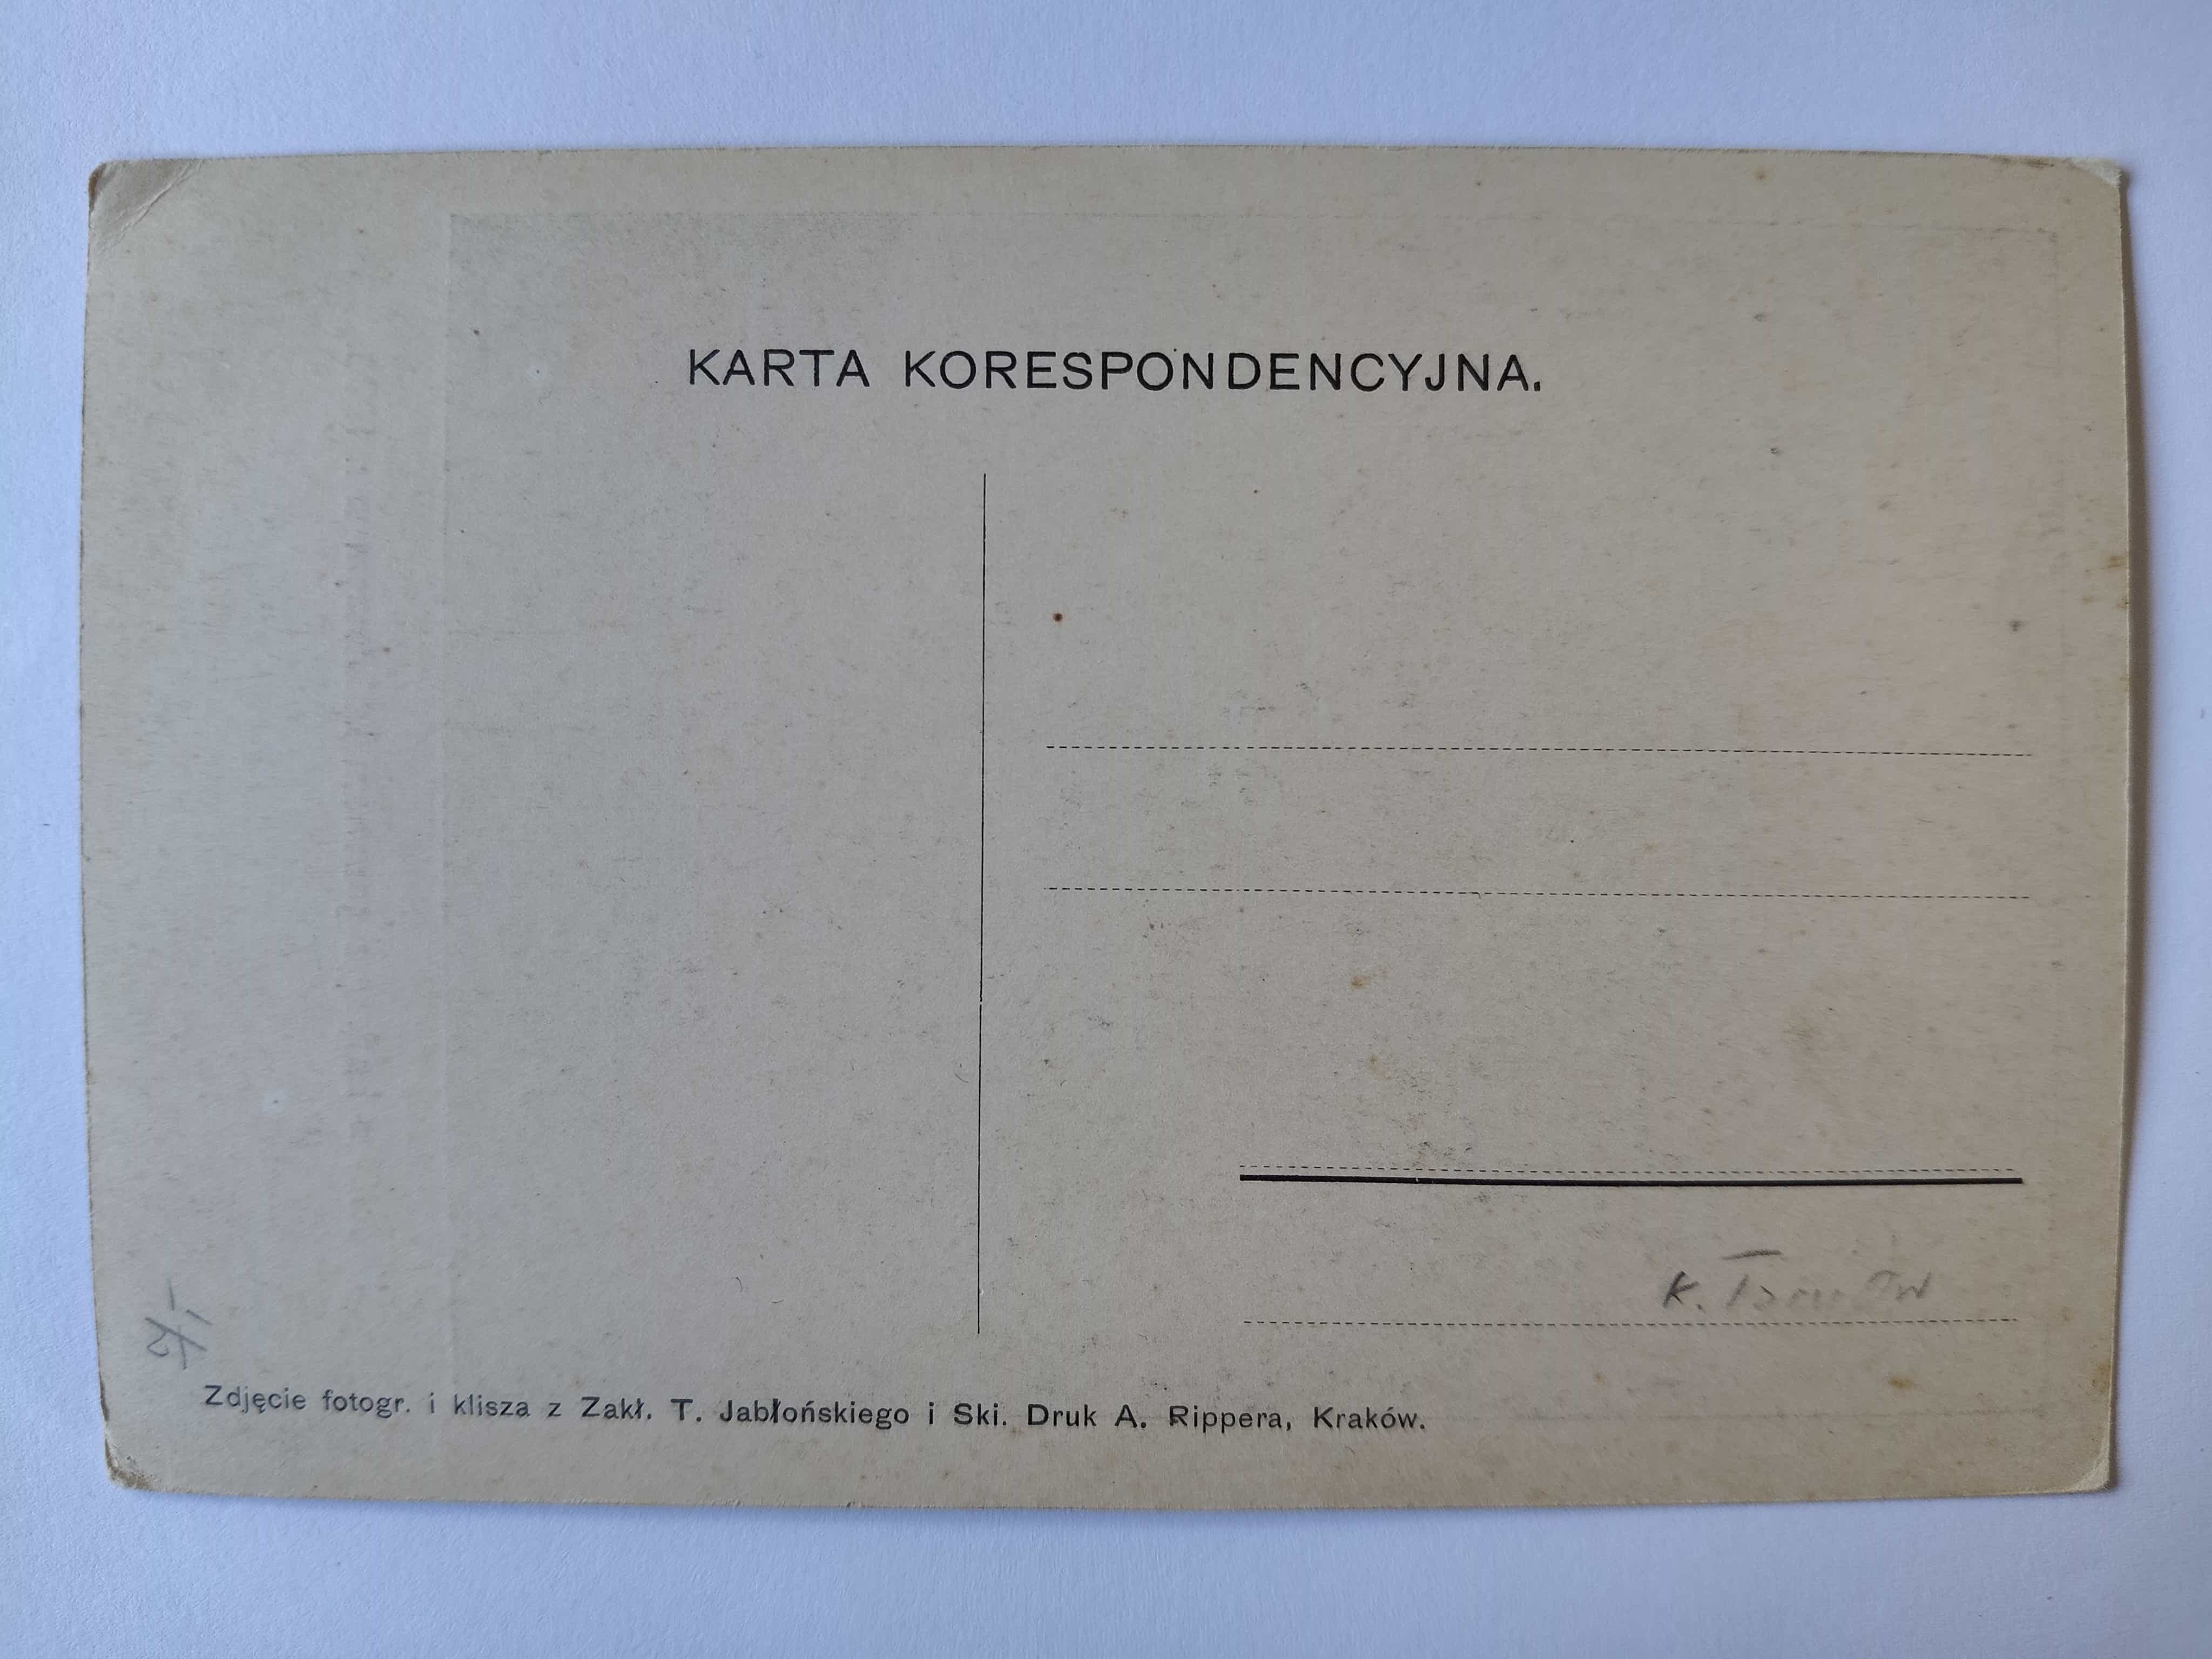 KARTA KORESPONDENCYJNA.
K.
Zdjęcie fotogr. i klisza z Zakł. T. Jabłońskiego i Ski. Druk A. Rippera, Kraków.